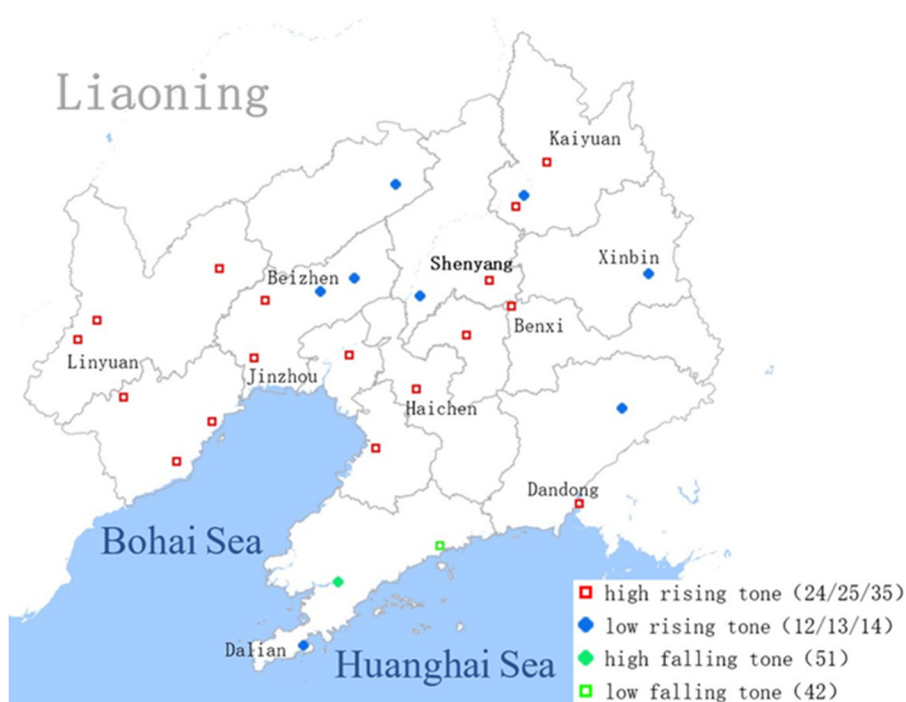 Liaoning
Kaiyuan
Xinbin
Shenyang
Beizhen
Benxi
Linyuan
Jinzhou
Haichen
Dandong
Bohai Sea
Dalian
Huanghai Sea
high rising tone（24/25/35）
low rising tone（12/13/14）
high falling tone（51）
low falling tone（42）